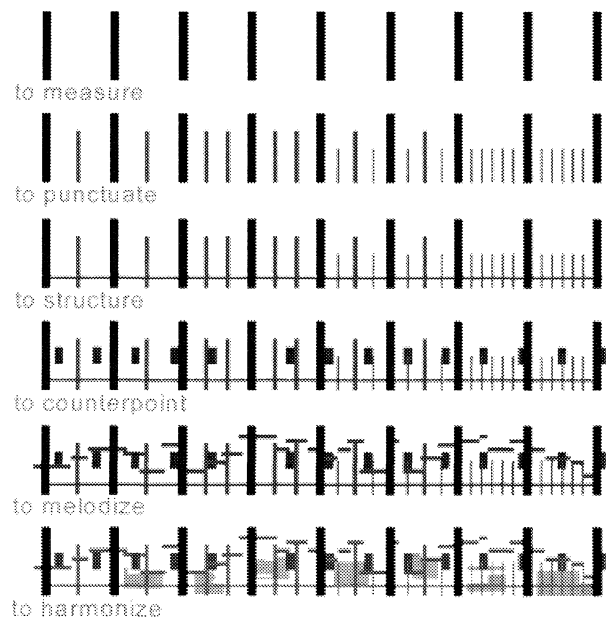 to measure
to punctuate
to structure
to counterpoint
to melodize
to harmonize